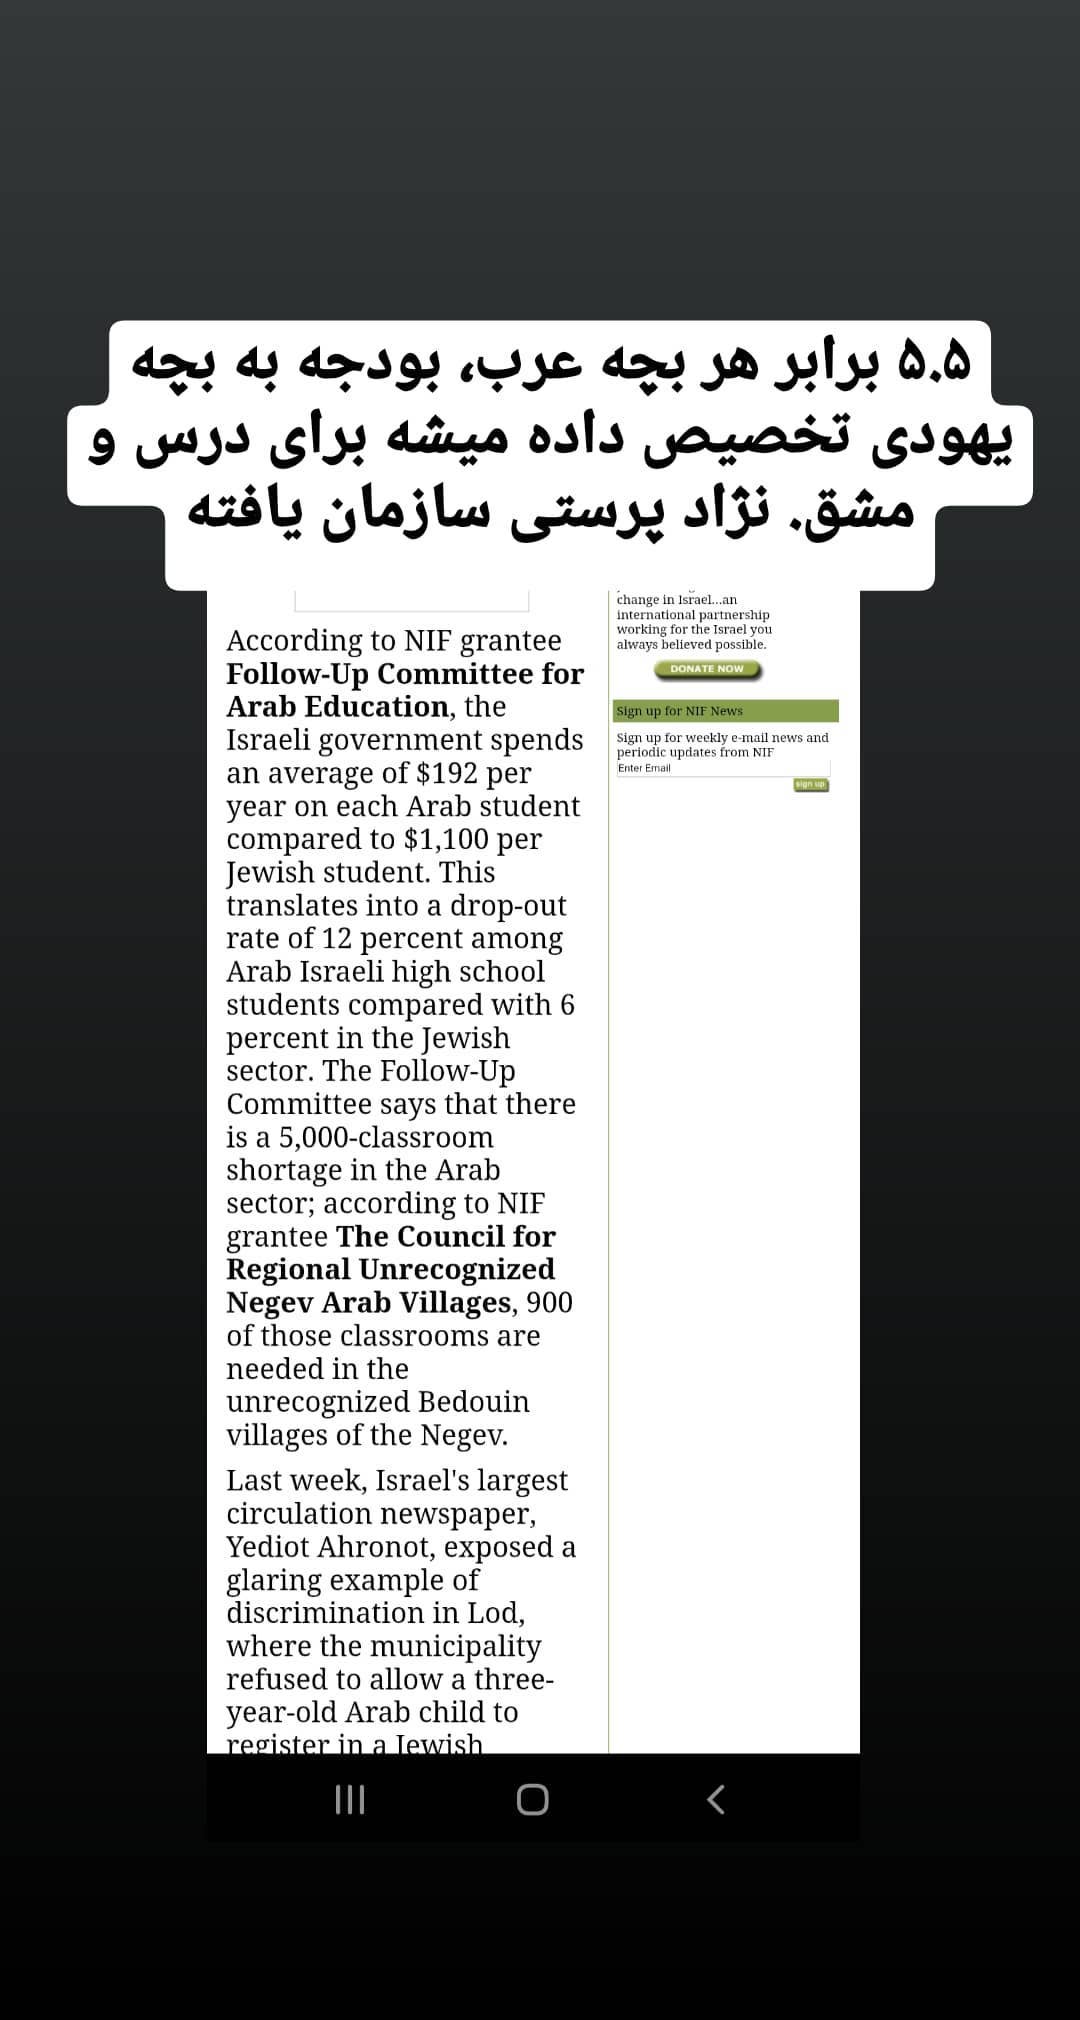 ۵.۵ برابر هر بچه عرب، بودجه به بچه
یهودی تخصیص داده میشه برای درس و
مشق. نژاد پرستی سازمان یافته
According to NIF grantee
Follow-Up Committee for
Arab Education, the
Israeli government spends
an average of $192 per
year on each Arab student
compared to $1,100 per
Jewish student. This
translates into a drop-out
rate of 12 percent among
Arab Israeli high school
students compared with 6
percent in the Jewish
sector. The Follow-Up
Committee says that there
is a 5,000-classroom
shortage in the Arab
sector; according to NIF
grantee The Council for
Regional Unrecognized
Negev Arab Villages, 900
of those classrooms are
needed in the
unrecognized Bedouin
villages of the Negev.
Last week, Israel's largest
circulation newspaper,
Yediot Ahronot, exposed a
glaring example of
discrimination in Lod,
where the municipality
refused to allow a three-
year-old Arab child to
register in a Jewish
change in Israel...an
international partnership
working for the Israel you
always believed possible.
DONATE NOW
Sign up for NIF News
Sign up for weekly e-mail news and
periodic updates from NIF
Enter Email
sign up